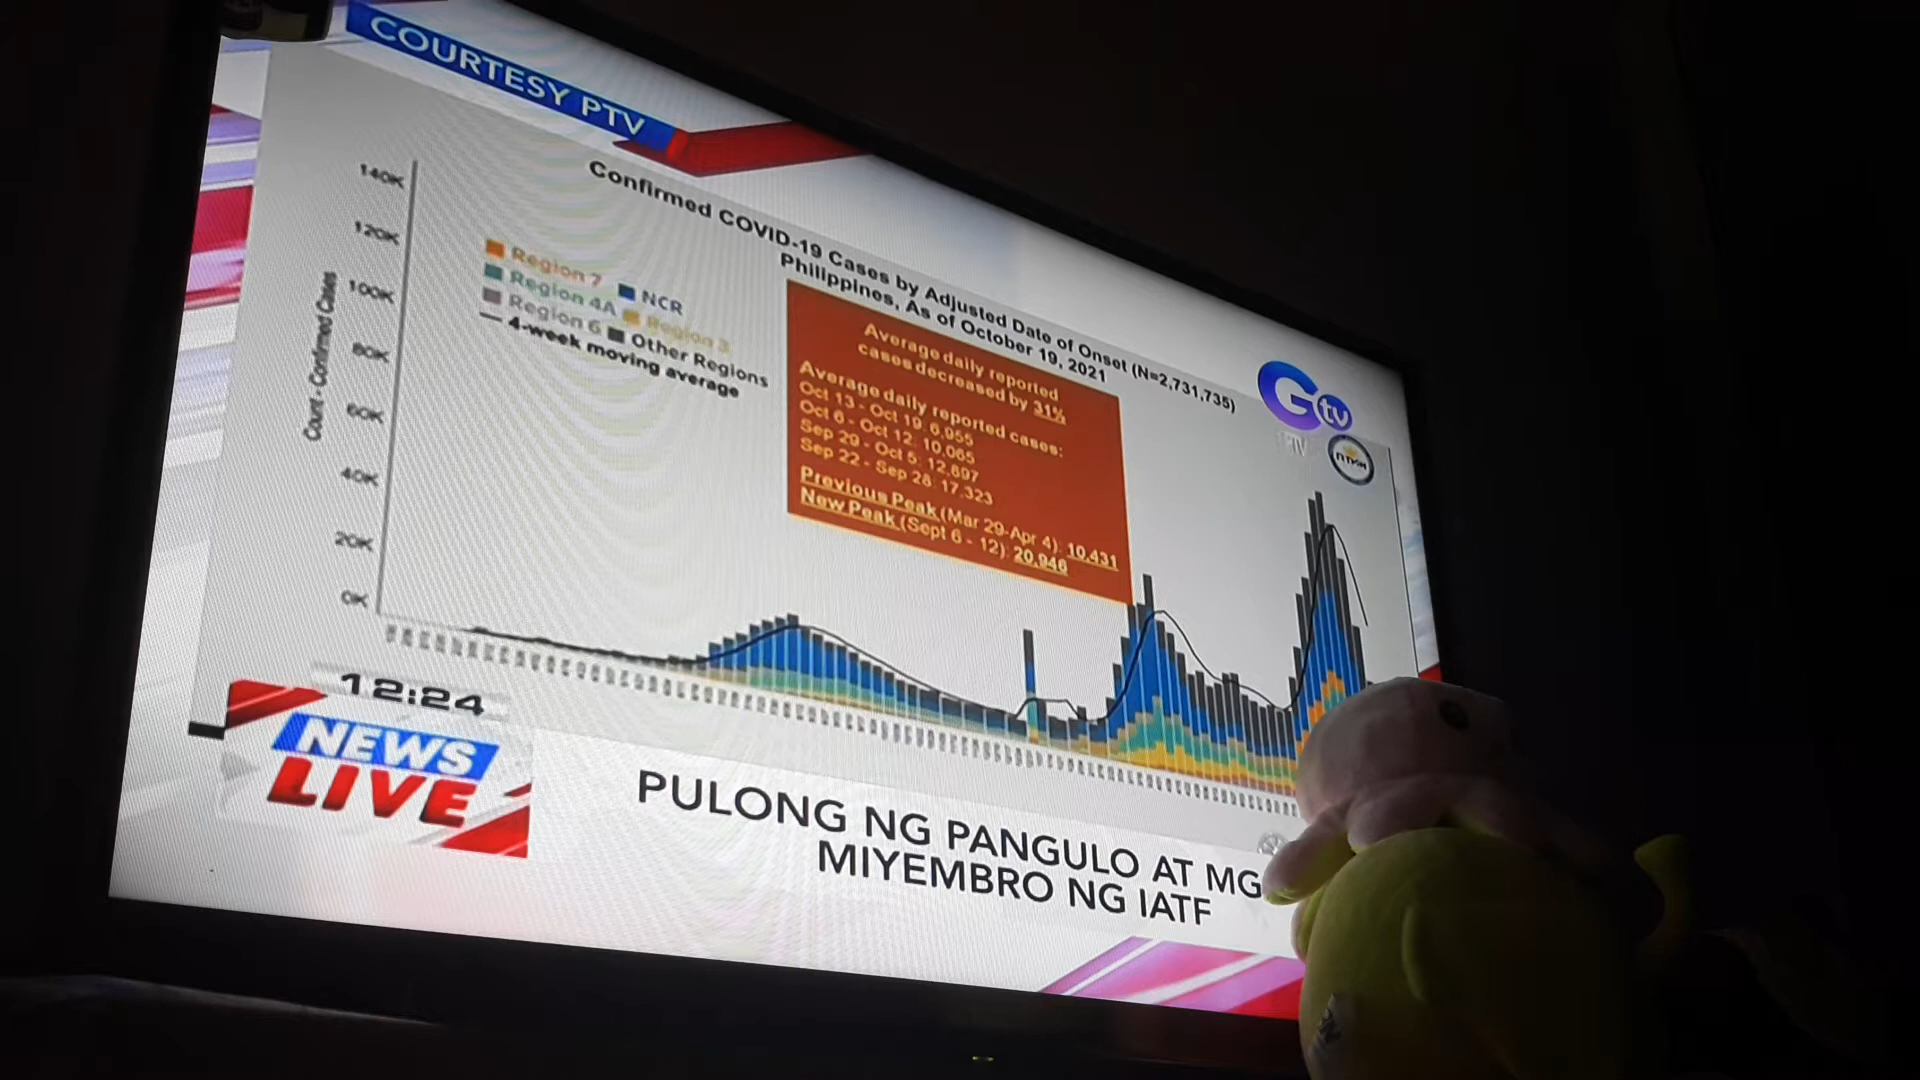 COURTESY PTV
Confirmed COVID-19 Cases by Adjusted Date of Onset (N=2,731,735)
Philippines, As of October 19, 2021
140K
120K
100K
80K
60K
40K
20K
0K
Count - Confirmed Cases
Region 7
NCR
Region 4A
Region 3
Region 6
Other Regions
4-week moving average
Average daily reported
cases decreased by 31%
Average daily reported cases:
Oct 13 - Oct 19: 6,955
Oct 6 - Oct 12: 10,065
Sep 29 - Oct 5: 12,897
Sep 22 - Sep 28: 17,323
Previous Peak (Mar 29-Apr 4): 10,431
New Peak (Sept 6 - 12): 20,946
Gtv
PTV
12:24
NEWS
LIVE
PULONG NG PANGULO AT MG
MIYEMBRO NG IATF